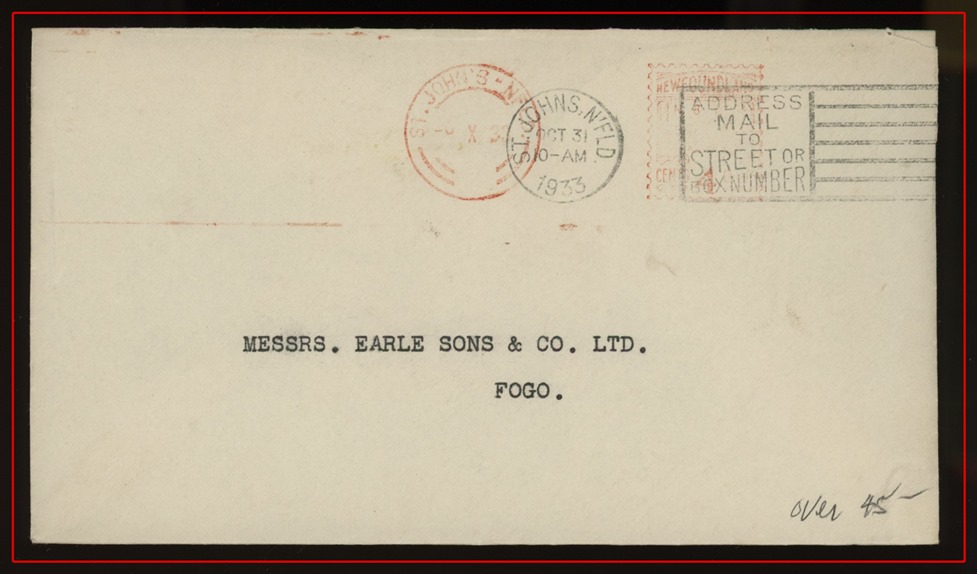 ST. JOHN'S - N
X
ST. JOHNS, N'FLD.
OCT 31
10-AM
1933
NEWFOUNDLAND
CEN
ADDRESS
MAIL
TO
STREET OR
BOX NUMBER
MESSRS. EARLE SONS & CO. LTD.
FOGO.
over 45-